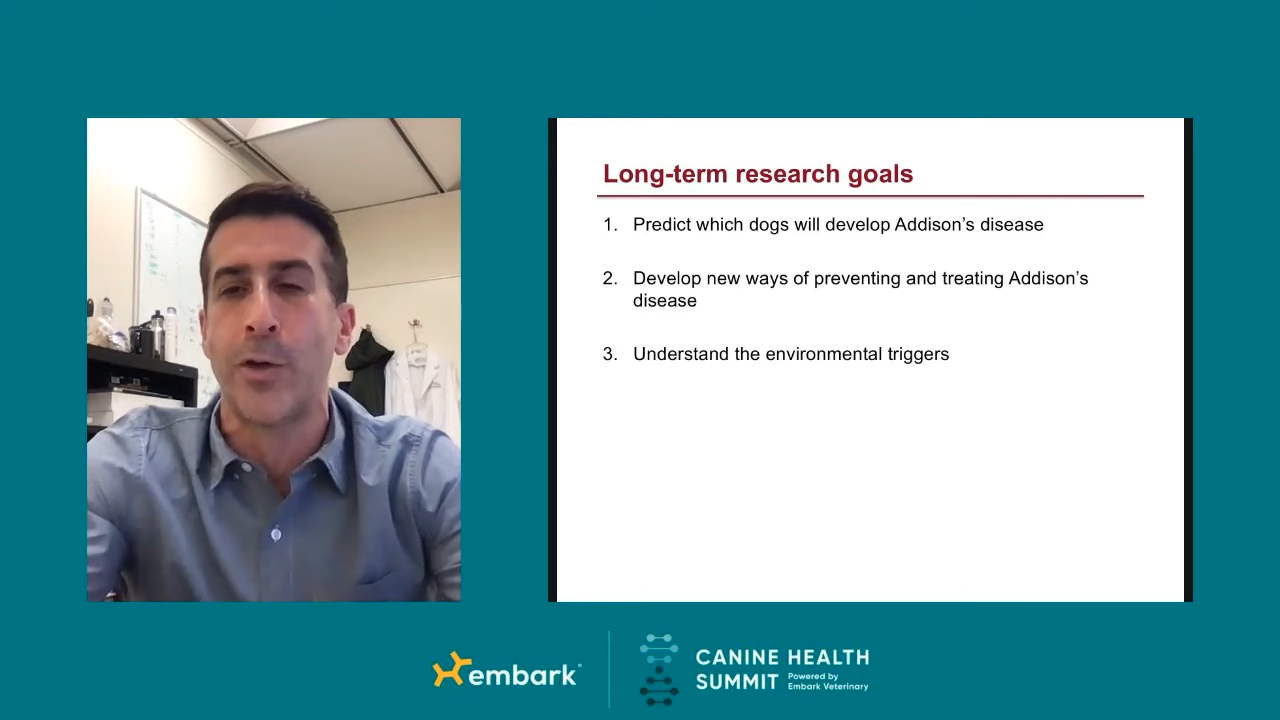 Long-term research goals
1. Predict which dogs will develop Addison’s disease
2. Develop new ways of preventing and treating Addison’s
disease
3. Understand the environmental triggers
embark
CANINE HEALTH
SUMMIT Powered by
Embark Veterinary